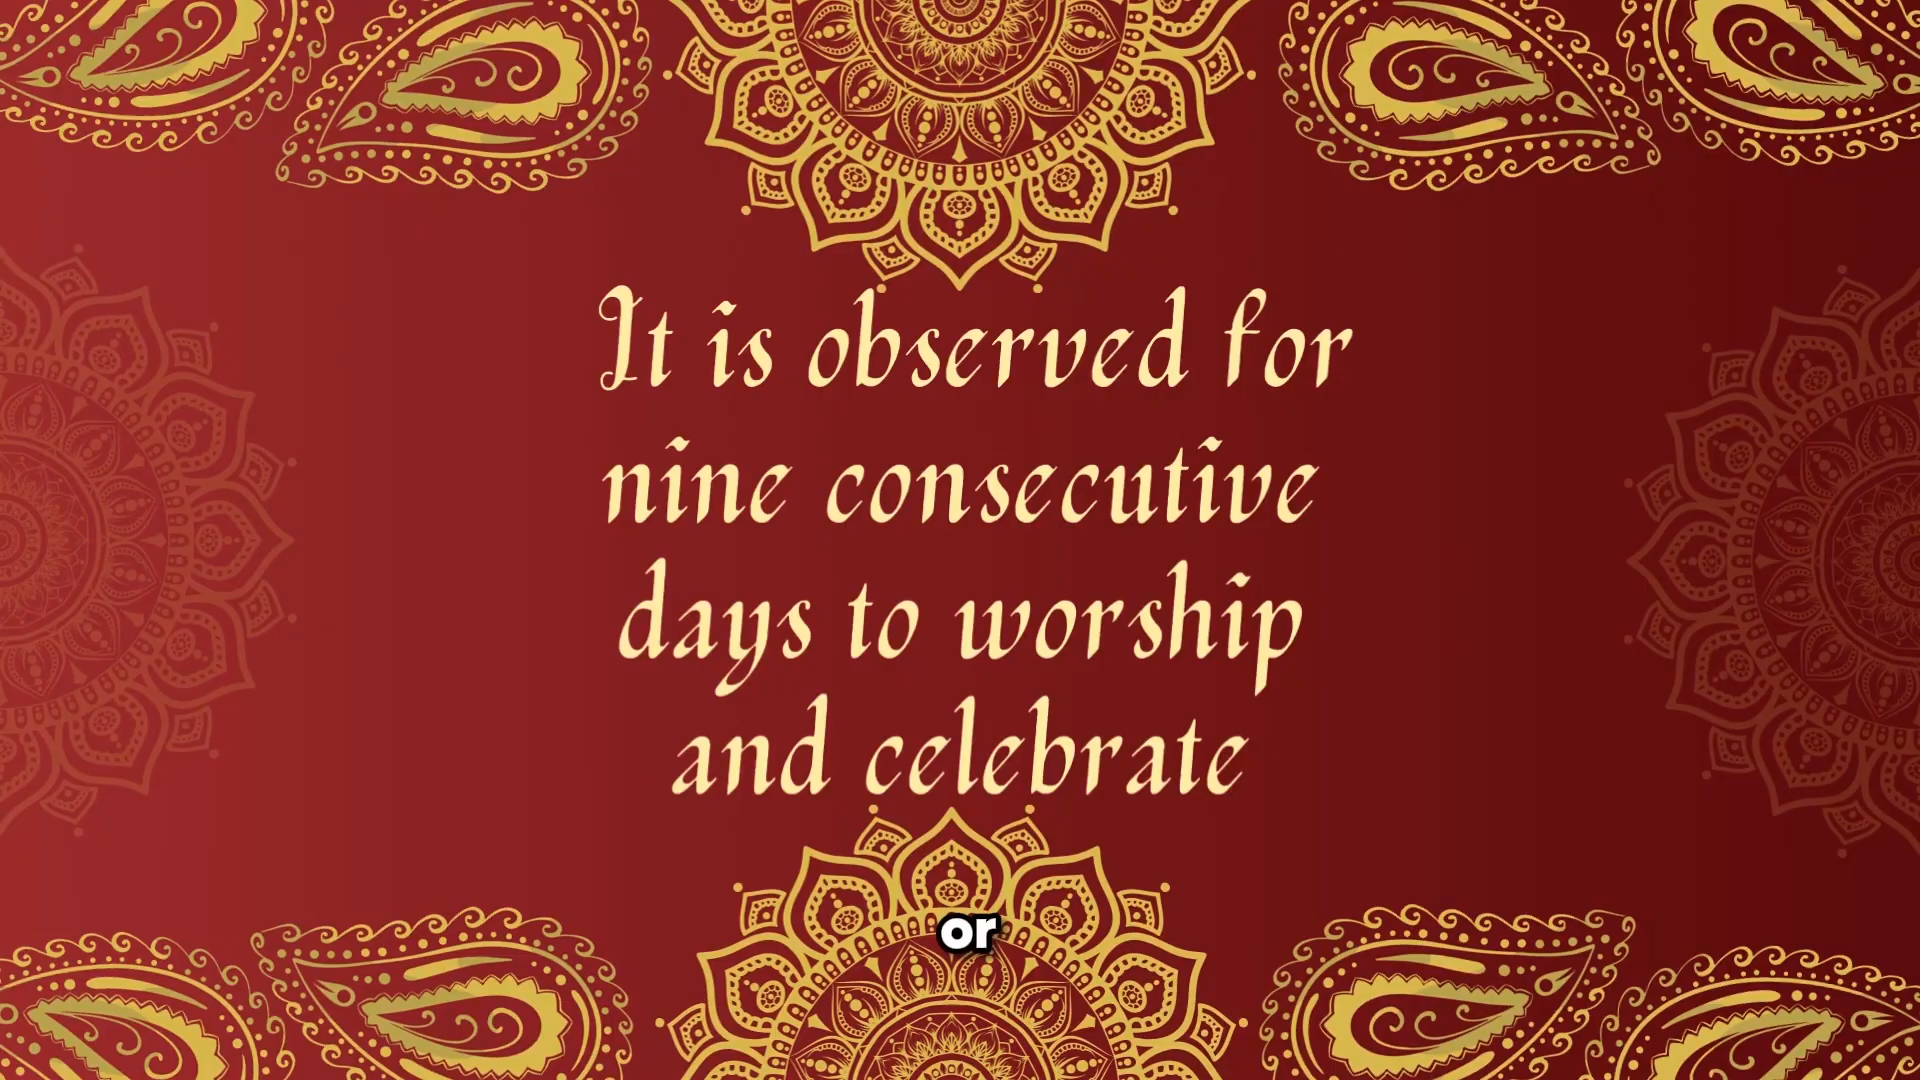 It is observed for
nine consecutive
days to worship
and celebrate
or